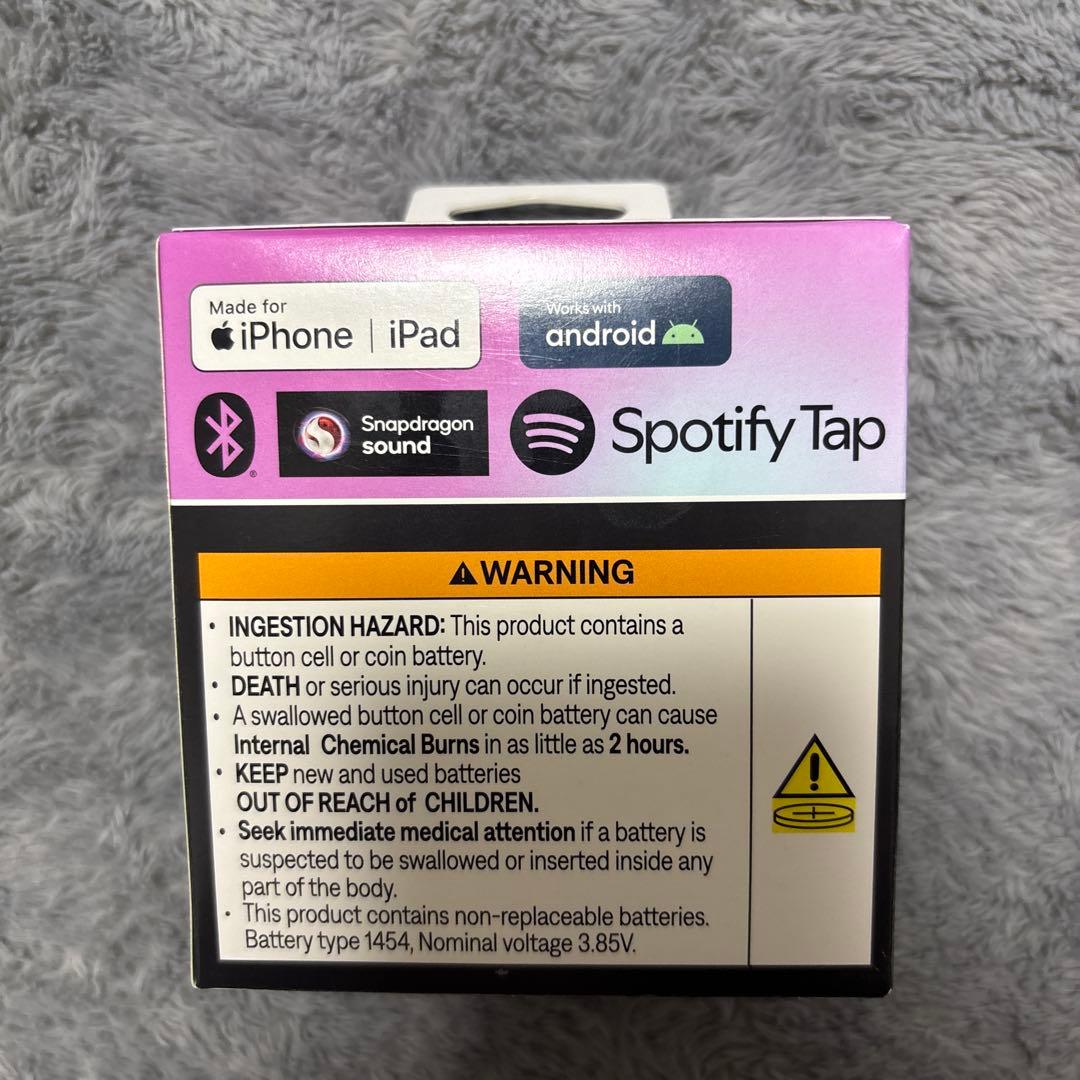 Made for
iPhone | iPad
Works with
android
Snapdragon
sound
Spotify Tap
WARNING
• INGESTION HAZARD: This product contains a
button cell or coin battery.
• DEATH or serious injury can occur if ingested.
• A swallowed button cell or coin battery can cause
Internal Chemical Burns in as little as 2 hours.
• KEEP new and used batteries
OUT OF REACH of CHILDREN.
• Seek immediate medical attention if a battery is
suspected to be swallowed or inserted inside any
part of the body.
• This product contains non-replaceable batteries.
Battery type 1454, Nominal voltage 3.85V.